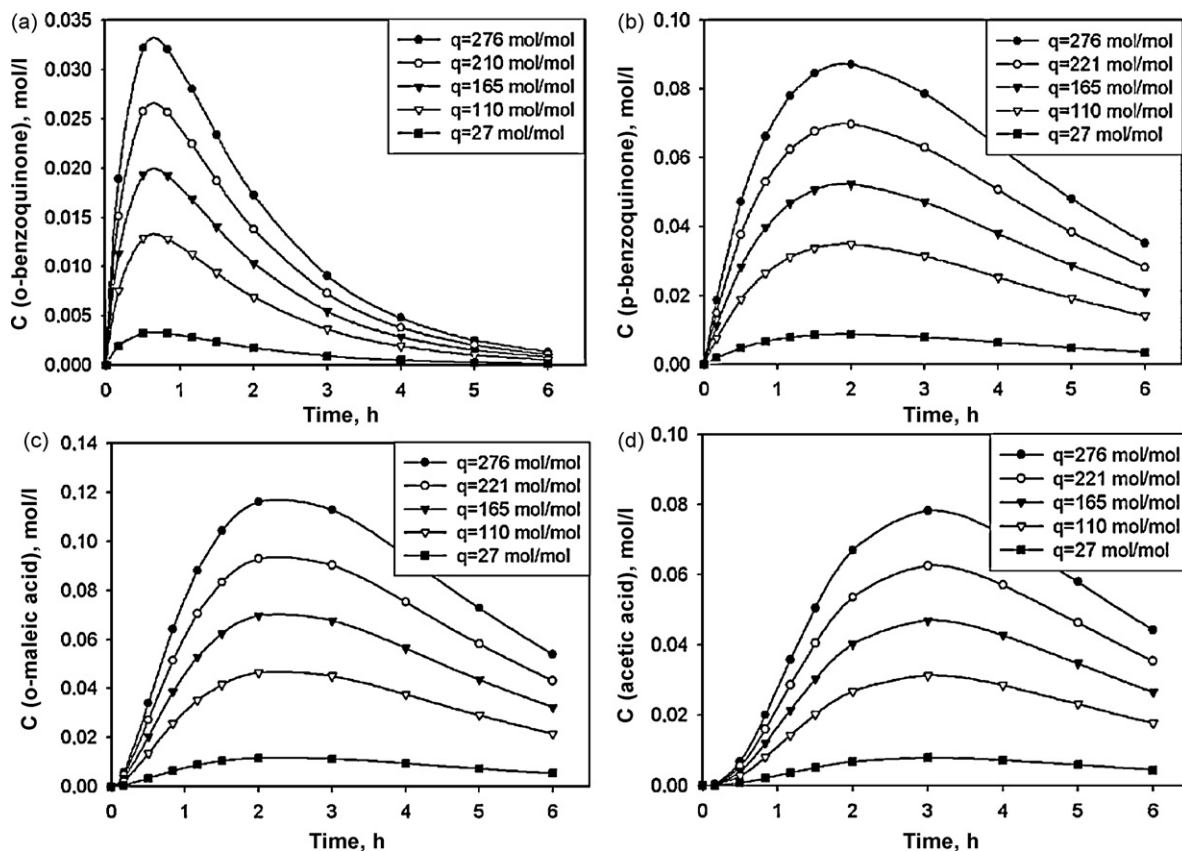 (a)
C (o-benzoquinone), mol/l
0.035
0.030
0.025
0.020
0.015
0.010
0.005
0.000
q=276 mol/mol
q=210 mol/mol
q=165 mol/mol
q=110 mol/mol
q=27 mol/mol
0 1 2 3 4 5 6
Time, h
(b)
C (p-benzoquinone), mol/l
0.10
0.08
0.06
0.04
0.02
0.00
q=276 mol/mol
q=221 mol/mol
q=165 mol/mol
q=110 mol/mol
q=27 mol/mol
0 1 2 3 4 5 6
Time, h
(c)
C (o-maleic acid), mol/l
0.14
0.12
0.10
0.08
0.06
0.04
0.02
0.00
q=276 mol/mol
q=221 mol/mol
q=165 mol/mol
q=110 mol/mol
q=27 mol/mol
0 1 2 3 4 5 6
Time, h
(d)
C (acetic acid), mol/l
0.10
0.08
0.06
0.04
0.02
0.00
q=276 mol/mol
q=221 mol/mol
q=165 mol/mol
q=110 mol/mol
q=27 mol/mol
0 1 2 3 4 5 6
Time, h